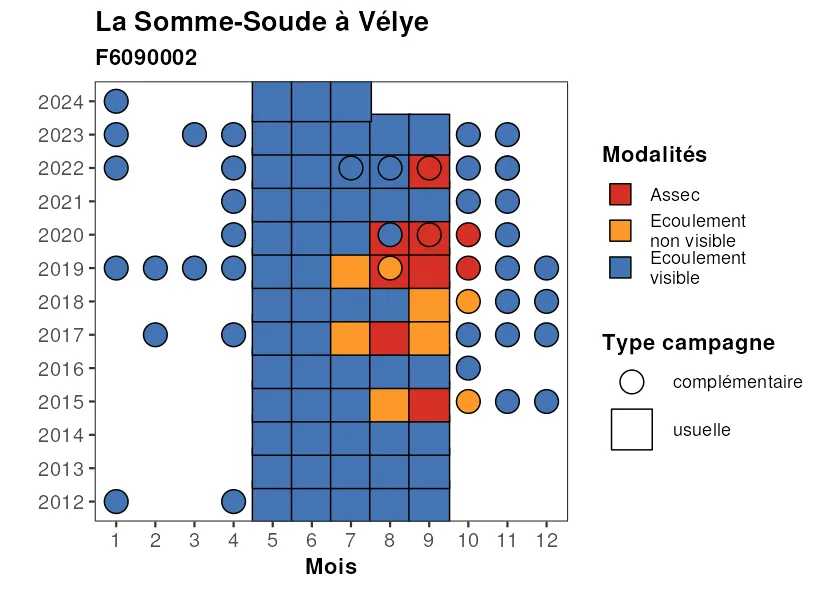 La Somme-Soude à Vélye
F6090002
2024
2023
2022
2021
2020
2019
2018
2017
2016
2015
2014
2013
2012
1 2 3 4 5 6 7 8 9 10 11 12
Mois
Modalités
Assec
Ecoulement
non visible
Ecoulement
visible
Type campagne
complémentaire
usuelle